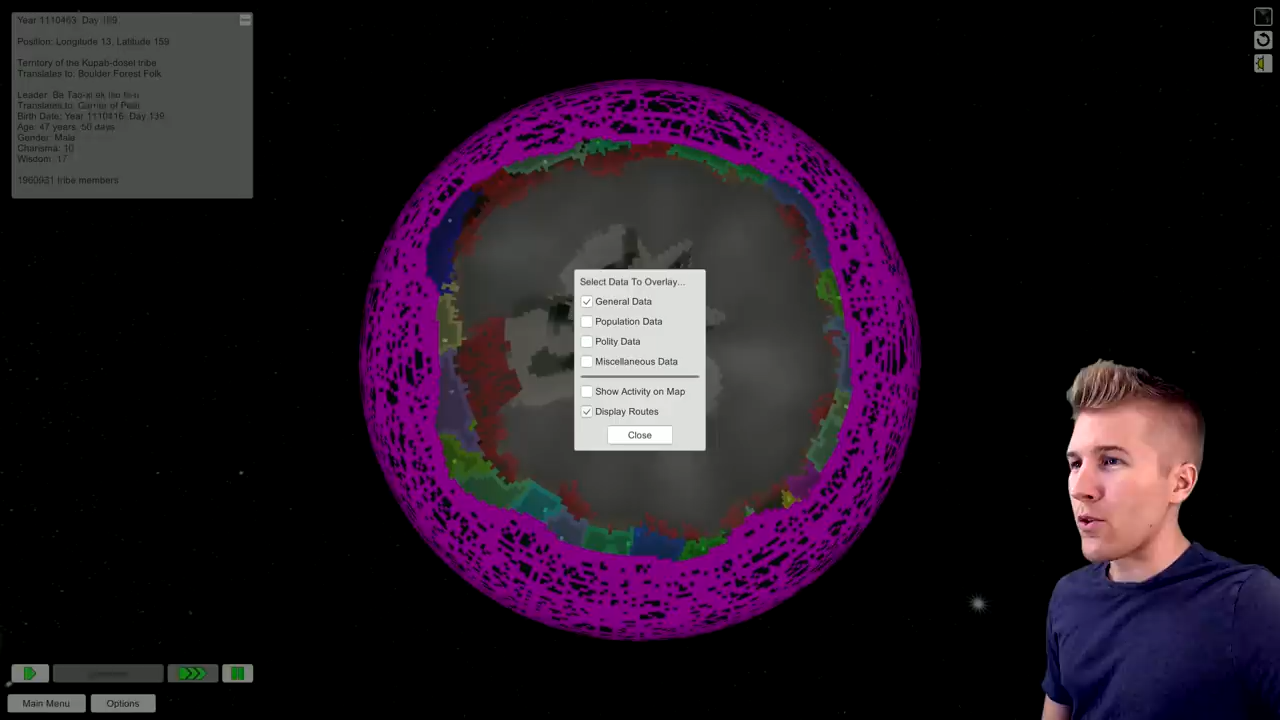 Year 1110463, Day 189
Position: Longitude 13, Latitude 159
Territory of the Kupab-doset tribe
Translates to: Boulder Forest Folk
Leader:
Translates to: of
Birth Date: Year 1110416, Day 139
Age: 47 years, 50 days
Gender: Male
Charisma: 10
Wisdom: 17
1960931 tribe members
Select Data To Overlay...
General Data
Population Data
Polity Data
Miscellaneous Data
Show Activity on Map
Display Routes
Close
Main Menu
Options